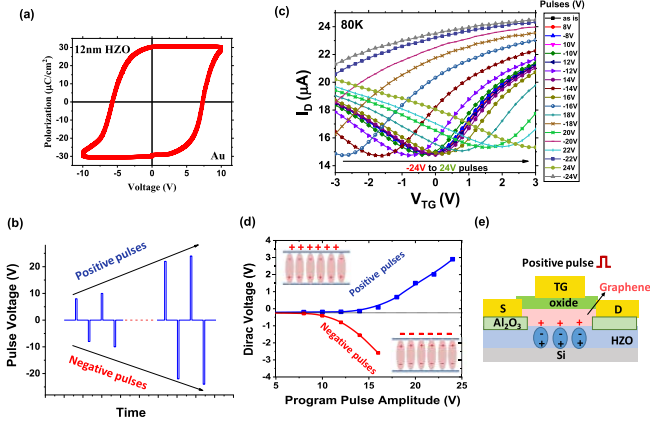 (a)
12nm HZO
Au
Polarization (μC/cm²)
30
20
10
0
-10
-20
-30
-10
-5
0
5
10
Voltage (V)
(b)
Positive pulses
Negative pulses
Pulse Voltage (V)
20
10
0
-10
-20
Time
(c)
80K
I_D (μA)
24
22
20
18
16
14
-3
-2
-1
0
1
2
3
-24V to 24V pulses
V_TG (V)
Pulses (V)
as is
8V
-8V
10V
-10V
12V
-12V
14V
-14V
16V
-16V
18V
-18V
20V
-20V
22V
-22V
24V
-24V
(d)
Dirac Voltage (V)
4
3
2
1
0
-1
-2
-3
5
10
15
20
25
Positive pulses
Negative pulses
Program Pulse Amplitude (V)
(e)
Positive pulse
TG
Graphene
oxide
S
D
Al₂O₃
HZO
Si